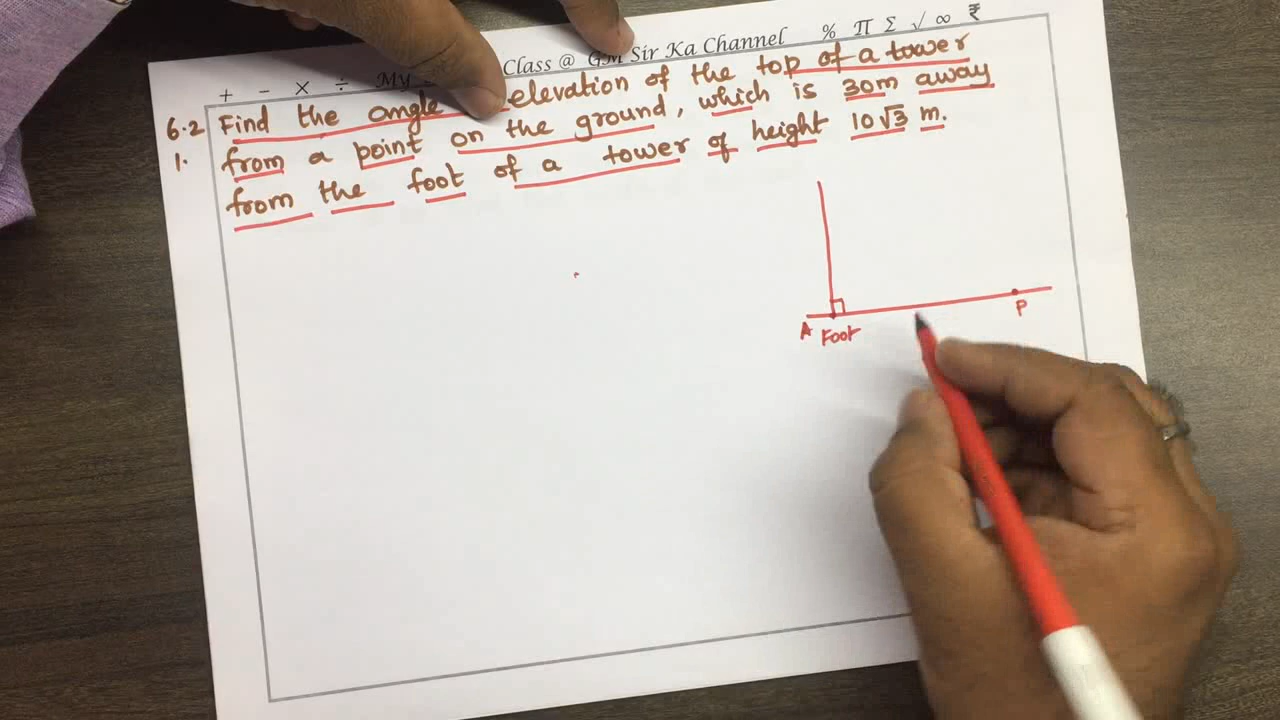 + - × ÷ My Class @ GM Sir Ka Channel % Π Σ √ ∞ ₹
6.2 Find the angle elevation of the top of a tower
1. from a point on the ground, which is 30m away
from the foot of a tower of height 10√3 m.
A Foot P